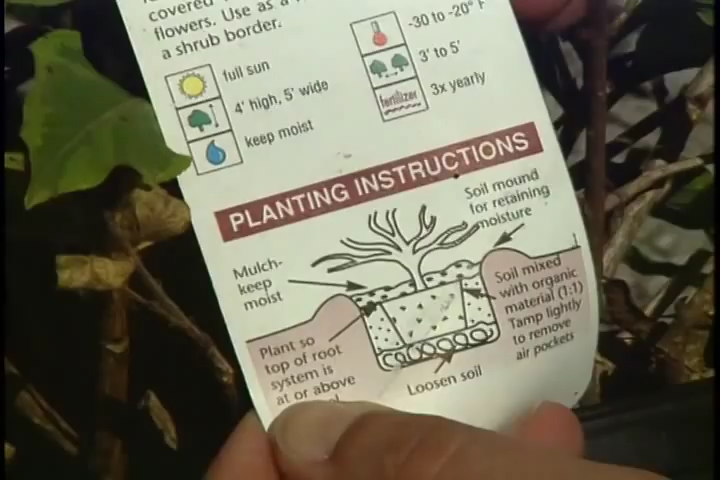 covered
flowers. Use as a
a shrub border.
full sun
4' high, 5' wide
keep moist
-30 to -20° F
3' to 5'
fertilizer
3x yearly
PLANTING INSTRUCTIONS
Soil mound
for retaining
moisture
Mulch-
keep
moist
Soil mixed
with organic
material (1:1)
Tamp lightly
to remove
air pockets
Plant so
top of root
system is
at or above
Loosen soil